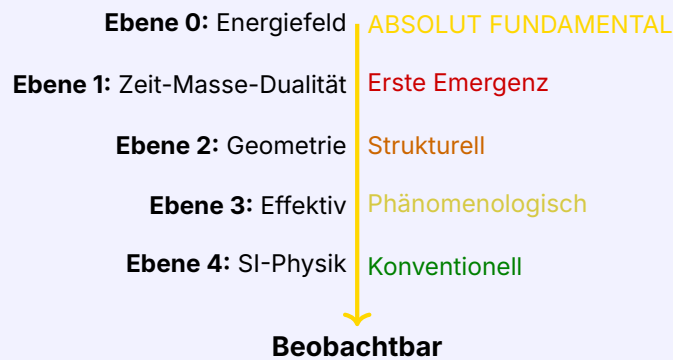 Ebene 0: Energiefeld ABSOLUT FUNDAMENTAL
Ebene 1: Zeit-Masse-Dualität Erste Emergenz
Ebene 2: Geometrie Strukturell
Ebene 3: Effektiv Phänomenologisch
Ebene 4: SI-Physik Konventionell
Beobachtbar